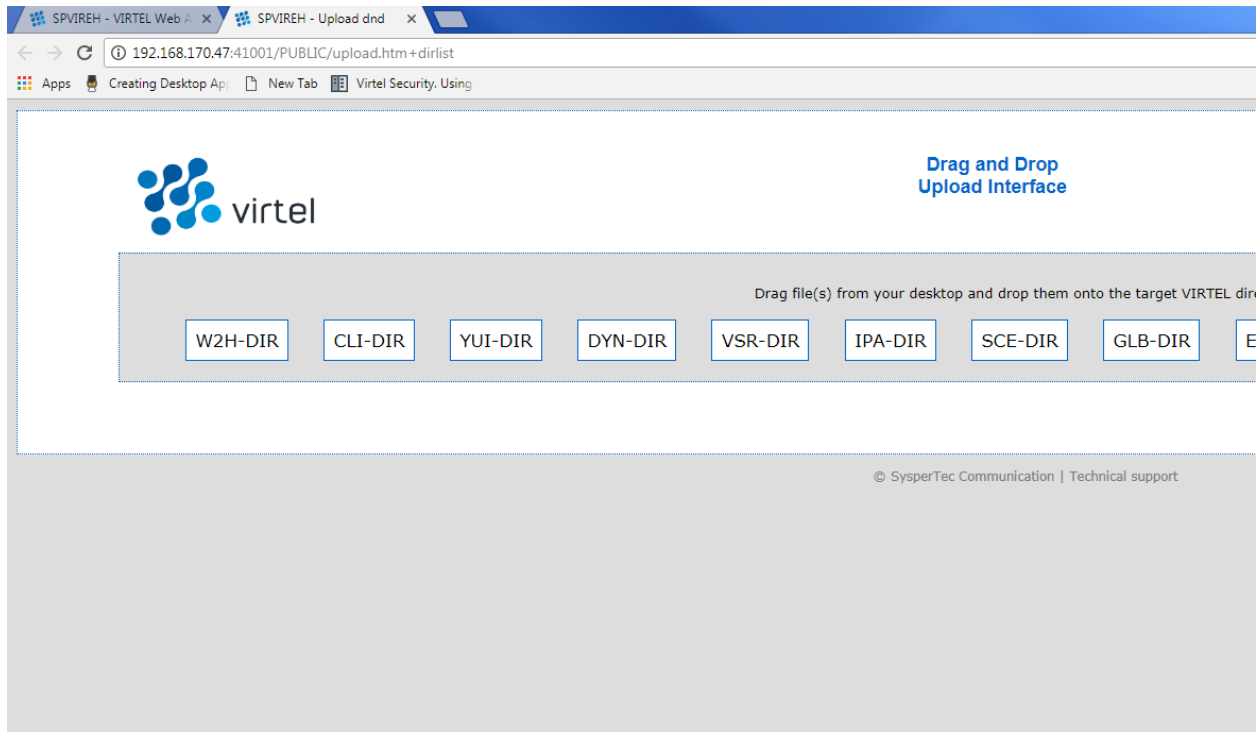 SPVIREH - VIRTEL Web A
SPVIREH - Upload dnd
192.168.170.47:41001/PUBLIC/upload.htm+dirlist
Apps Creating Desktop Ap New Tab Virtel Security. Using
virtel
Drag and Drop
Upload Interface
Drag file(s) from your desktop and drop them onto the target VIRTEL dire
W2H-DIR CLI-DIR YUI-DIR DYN-DIR VSR-DIR IPA-DIR SCE-DIR GLB-DIR E
© SysperTec Communication | Technical support